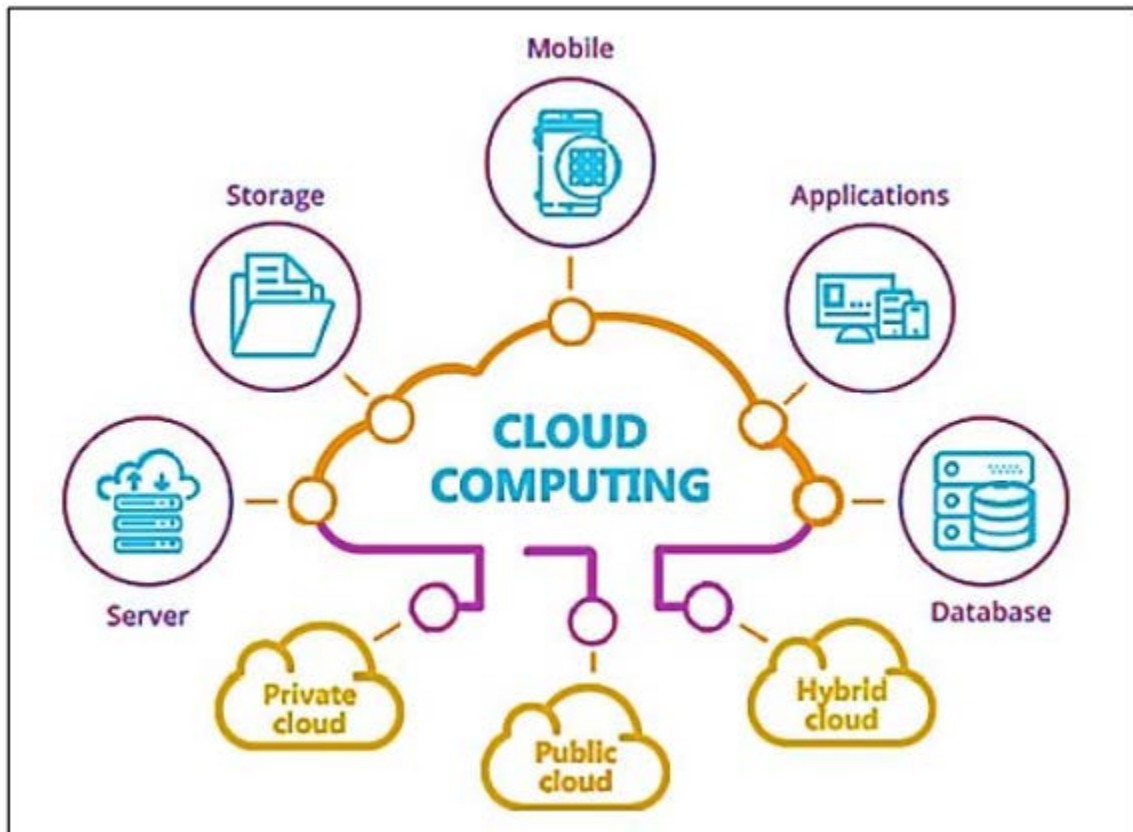 Mobile
Storage
Applications
CLOUD
COMPUTING
Server
Database
Private
cloud
Public
cloud
Hybrid
cloud